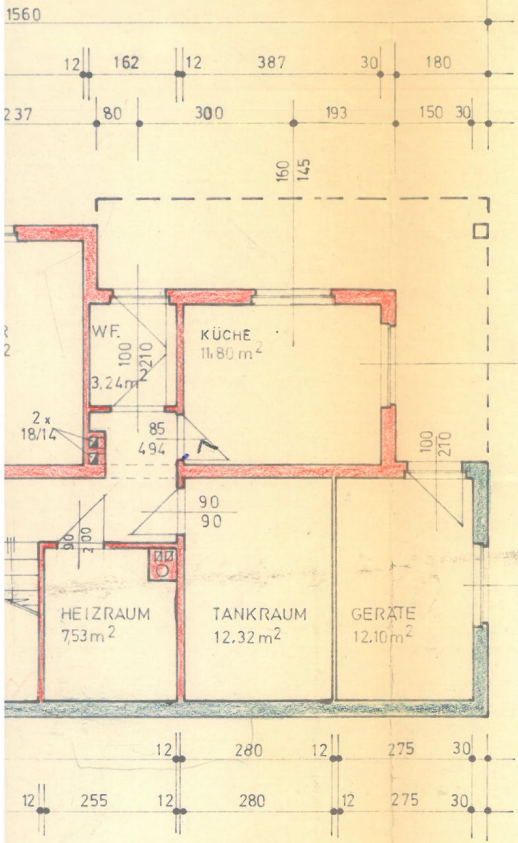 1560
12 162 12 387 30 180
237 80 300 193 150 30
160
145
WF.
3,24m²
100
210
KÜCHE
11.80 m²
2 x
18/14
85
494
100
210
90
90
90
200
HEIZRAUM
7,53 m²
TANKRAUM
12.32 m²
GERÄTE
12.10 m²
12 280 12 275 30
12 255 12 280 12 275 30